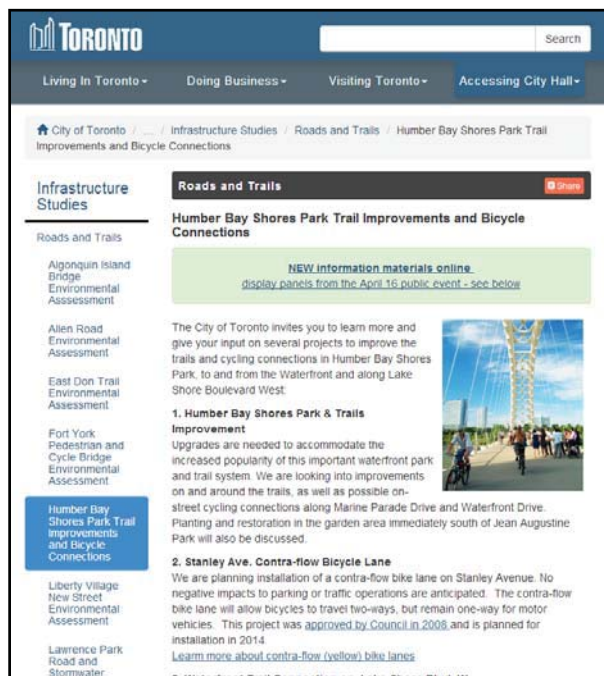 TORONTO
Search
Living In Toronto
Doing Business
Visiting Toronto
Accessing City Hall
City of Toronto / ... / Infrastructure Studies / Roads and Trails / Humber Bay Shores Park Trail
Improvements and Bicycle Connections
Infrastructure
Studies
Roads and Trails
Algonquin Island
Bridge
Environmental
Asssessment
Allen Road
Environmental
Assessment
East Don Trail
Environmental
Assessment
Fort York
Pedestrian and
Cycle Bridge
Environmental
Assessment
Humber Bay
Shores Park Trail
Improvements
and Bicycle
Connections
Liberty Village
New Street
Environmental
Assessment
Lawrence Park
Road and
Stormwater
Roads and Trails
Share
Humber Bay Shores Park Trail Improvements and Bicycle
Connections
NEW information materials online
display panels from the April 16 public event - see below
The City of Toronto invites you to learn more and
give your input on several projects to improve the
trails and cycling connections in Humber Bay Shores
Park, to and from the Waterfront and along Lake
Shore Boulevard West:
1. Humber Bay Shores Park & Trails
Improvement
Upgrades are needed to accommodate the
increased popularity of this important waterfront park
and trail system. We are looking into improvements
on and around the trails, as well as possible on-
street cycling connections along Marine Parade Drive and Waterfront Drive.
Planting and restoration in the garden area immediately south of Jean Augustine
Park will also be discussed.
2. Stanley Ave. Contra-flow Bicycle Lane
We are planning installation of a contra-flow bike lane on Stanley Avenue. No
negative impacts to parking or traffic operations are anticipated. The contra-flow
bike lane will allow bicycles to travel two-ways, but remain one-way for motor
vehicles. This project was approved by Council in 2008 and is planned for
installation in 2014.
Learm more about contra-flow (yellow) bike lanes